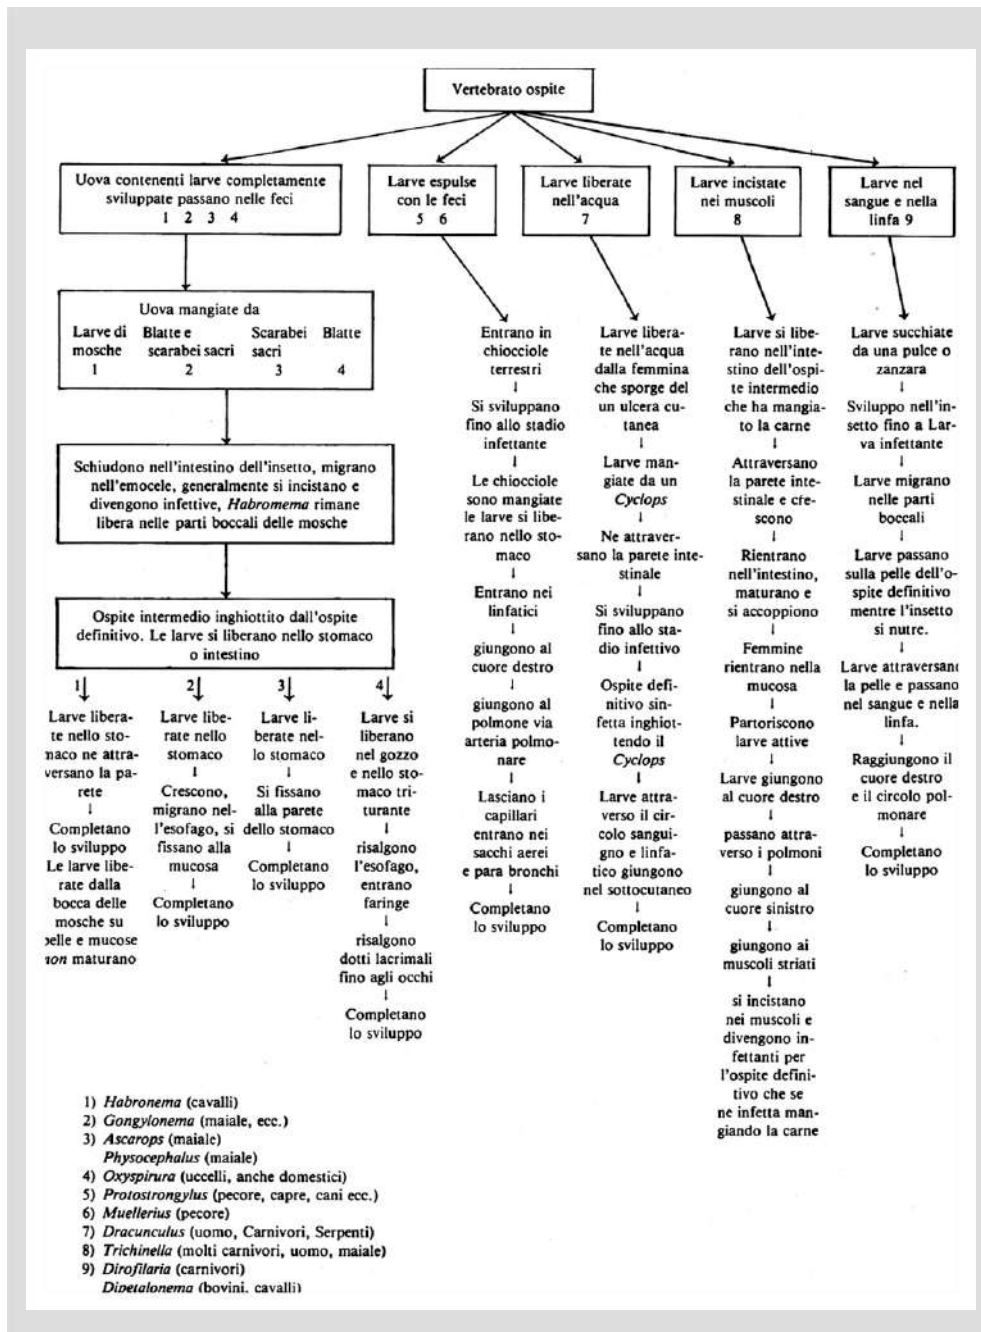 Vertebrato ospite
Uova contenenti larve completamente
sviluppate passano nelle feci
1 2 3 4
Larve espulse
con le feci
5 6
Larve liberate
nell'acqua
7
Larve incistate
nei muscoli
8
Larve nel
sangue e nella
linfa 9
Uova mangiate da
Larve di
mosche
1
Blatte e
scarabei sacri
2
Scarabei
sacri
3
Blatte
4
Schiudono nell'intestino dell'insetto, migrano
nell'emocele, generalmente si incistano e
divengono infettive, Habromema rimane
libera nelle parti boccali delle mosche
Ospite intermedio inghiottito dall'ospite
definitivo. Le larve si liberano nello stomaco
o intestino
1
Larve libera-
te nello sto-
naco ne attra-
versano la pa-
rete
Completano
lo sviluppo
Le larve libe-
rate dalla
bocca delle
mosche su
pelle e mucose
non maturano
2
Larve libe-
rate nello
stomaco
Crescono,
migrano nel-
l'esofago, si
fissano alla
mucosa
Completano
lo sviluppo
3
Larve li-
berate nel-
lo stomaco
Si fissano
alla parete
dello stomaco
Completano
lo sviluppo
4
Larve si
liberano
nel gozzo
e nello sto-
maco tri-
turante
risalgono
l'esofago,
entrano
faringe
risalgono
dotti lacrimali
fino agli occhi
Completano
lo sviluppo
Entrano in
chiocciole
terrestri
Si sviluppano
fino allo stadio
infettante
Le chiocciole
sono mangiate
le larve si libe-
rano nello sto-
maco
Entrano nei
linfatici
giungono al
cuore destro
giungono al
polmone via
arteria polmo-
nare
Lasciano i
capillari
entrano nei
sacchi aerei
e para bronchi
Completano
lo sviluppo
Larve libera-
te nell'acqua
dalla femmina
che sporge del
un ulcera cu-
tanea
Larve man-
giate da un
Cyclops
Ne attraver-
sano la parete inte-
stinale
Si sviluppano
fino allo sta-
dio infettivo
Ospite defi-
nitivo sin-
fetta inghiot-
tendo il
Cyclops
Larve attra-
verso il cir-
colo sangui-
gno e linfa-
tico giungono
nel sottocutaneo
Completano
lo sviluppo
Larve si libe-
rano nell'inte-
stino dell'ospi-
te intermedio
che ha mangia-
to la carne
Attraversano
la parete inte-
stinale e cre-
scono
Rientrano
nell'intestino,
maturano e
si accoppiono
Femmine
rientrano nella
mucosa
Partoriscono
larve attive
Larve giungono
al cuore destro
passano attra-
verso i polmoni
giungono al
cuore sinistro
giungono ai
muscoli striati
si incistano
nei muscoli e
divengono in-
fettanti per
l'ospite defini-
tivo che se
ne infetta man-
giando la carne
Larve succhiate
da una pulce o
zanzara
Sviluppo nell'in-
setto fino a Lar-
va infettante
Larve migrano
nelle parti
boccali
Larve passano
sulla pelle dell'o-
spite definitivo
mentre l'insetto
si nutre.
Larve attraversano
la pelle e passano
nel sangue e nella
linfa.
Raggiungono il
cuore destro
e il circolo pol-
monare
Completano
lo sviluppo
1) Habronema (cavalli)
2) Gongylonema (maiale, ecc.)
3) Ascarops (maiale)
Physocephalus (maiale)
4) Oxyspirura (uccelli, anche domestici)
5) Protostrongylus (pecore, capre, cani ecc.)
6) Muellerius (pecore)
7) Dracunculus (uomo, Carnivori, Serpenti)
8) Trichinella (molti carnivori, uomo, maiale)
9) Dirofilaria (carnivori)
Dipetalonema (bovini, cavalli)